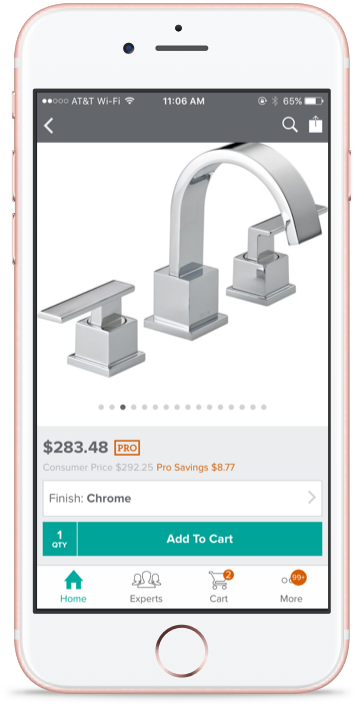 AT&T Wi-Fi 11:06 AM 65%
$283.48 PRO
Consumer Price $292.25 Pro Savings $8.77
Finish: Chrome
1
QTY
Add To Cart
2
99+
Home Experts Cart More